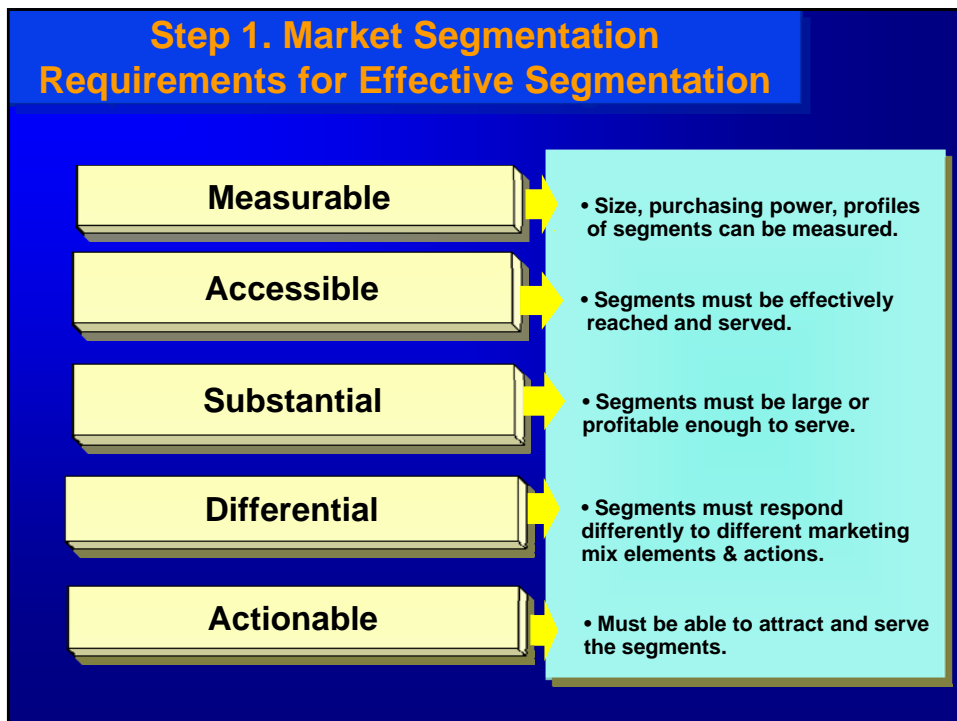 Step 1. Market Segmentation
Requirements for Effective Segmentation
Measurable
• Size, purchasing power, profiles
of segments can be measured.
Accessible
• Segments must be effectively
reached and served.
Substantial
• Segments must be large or
profitable enough to serve.
Differential
• Segments must respond
differently to different marketing
mix elements & actions.
Actionable
• Must be able to attract and serve
the segments.